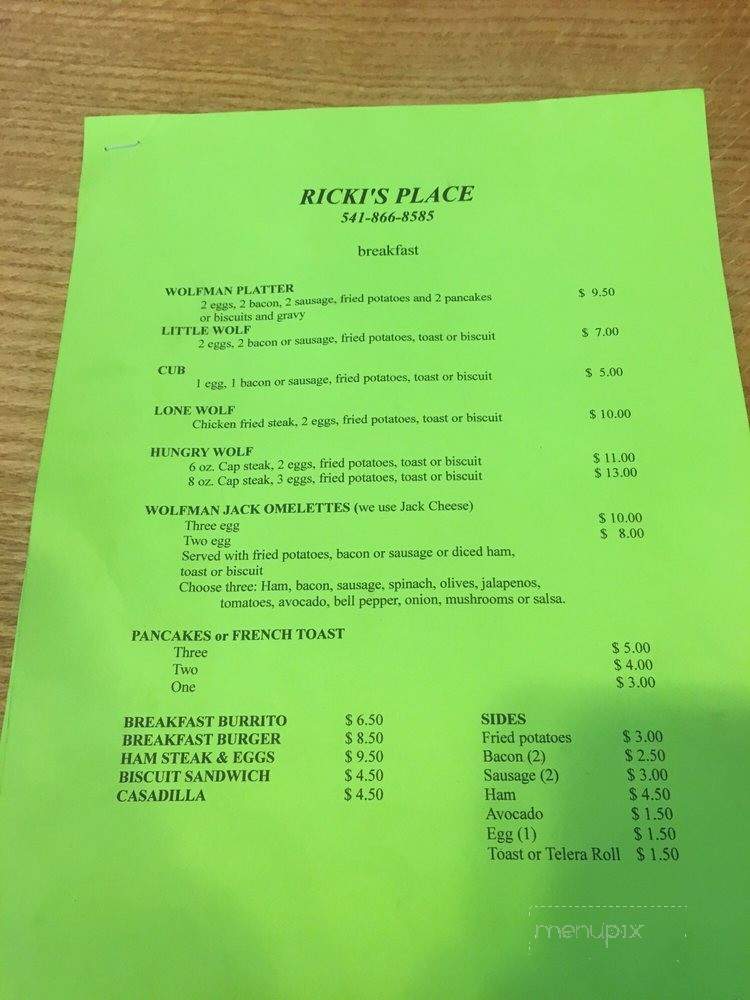 RICKI'S PLACE
541-866-8585
breakfast
WOLFMAN PLATTER $ 9.50
2 eggs, 2 bacon, 2 sausage, fried potatoes and 2 pancakes
or biscuits and gravy
LITTLE WOLF $ 7.00
2 eggs, 2 bacon or sausage, fried potatoes, toast or biscuit
CUB $ 5.00
1 egg, 1 bacon or sausage, fried potatoes, toast or biscuit
LONE WOLF $ 10.00
Chicken fried steak, 2 eggs, fried potatoes, toast or biscuit
HUNGRY WOLF
6 oz. Cap steak, 2 eggs, fried potatoes, toast or biscuit $ 11.00
8 oz. Cap steak, 3 eggs, fried potatoes, toast or biscuit $ 13.00
WOLFMAN JACK OMELETTES (we use Jack Cheese)
Three egg $ 10.00
Two egg $ 8.00
Served with fried potatoes, bacon or sausage or diced ham,
toast or biscuit
Choose three: Ham, bacon, sausage, spinach, olives, jalapenos,
tomatoes, avocado, bell pepper, onion, mushrooms or salsa.
PANCAKES or FRENCH TOAST
Three $ 5.00
Two $ 4.00
One $ 3.00
BREAKFAST BURRITO $ 6.50
BREAKFAST BURGER $ 8.50
HAM STEAK & EGGS $ 9.50
BISCUIT SANDWICH $ 4.50
CASADILLA $ 4.50
SIDES
Fried potatoes $ 3.00
Bacon (2) $ 2.50
Sausage (2) $ 3.00
Ham $ 4.50
Avocado $ 1.50
Egg (1) $ 1.50
Toast or Telera Roll $ 1.50
menupix